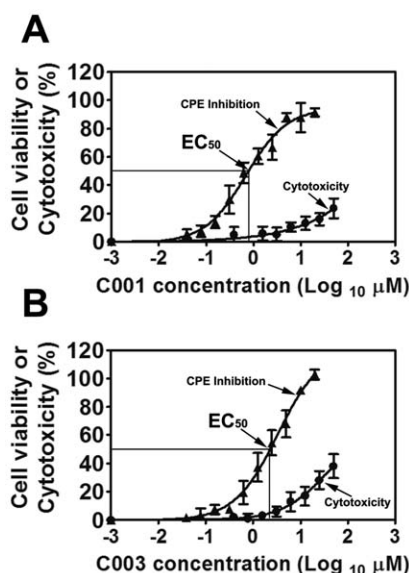 A
Cell viability or
Cytotoxicity (%)
120
100
80
60
40
20
0
CPE Inhibition
EC50
Cytotoxicity
-3 -2 -1 0 1 2
C001 concentration (Log 10 µM)
B
Cell viability or
Cytotoxicity (%)
120
100
80
60
40
20
0
CPE Inhibition
EC50
Cytotoxicity
-3 -2 -1 0 1 2
C003 concentration (Log 10 µM)